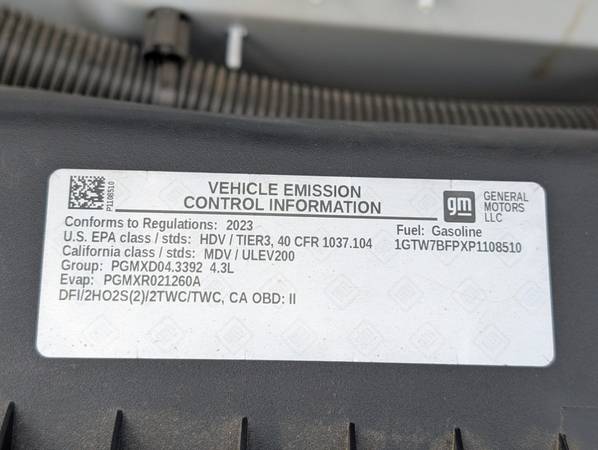 P1108510
VEHICLE EMISSION
CONTROL INFORMATION
gm
GENERAL
MOTORS
LLC
Conforms to Regulations: 2023
Fuel: Gasoline
U.S. EPA class / stds: HDV / TIER3, 40 CFR 1037.104
1GTW7BFPXP1108510
California class / stds: MDV / ULEV200
Group: PGMXD04.3392 4.3L
Evap: PGMXR021260A
DFI/2HO2S(2)/2TWC/TWC, CA OBD: II